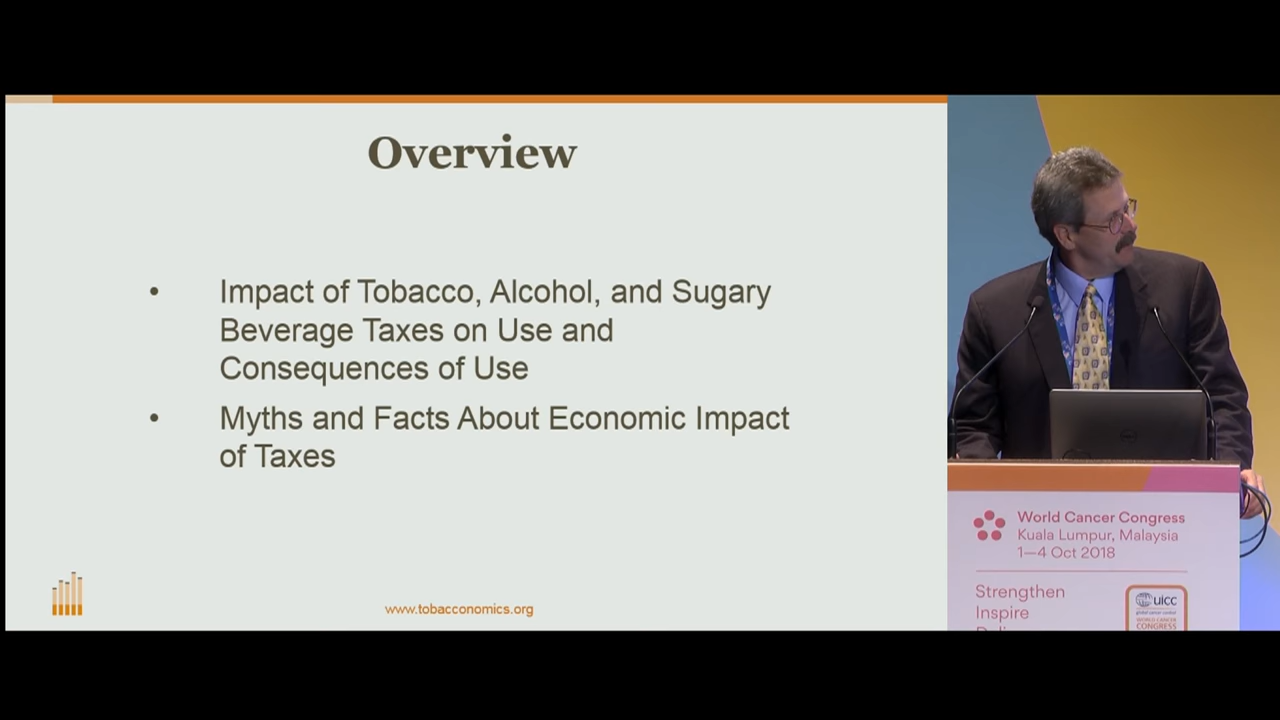 Overview
• Impact of Tobacco, Alcohol, and Sugary
Beverage Taxes on Use and
Consequences of Use
• Myths and Facts About Economic Impact
of Taxes
www.tobacconomics.org
World Cancer Congress
Kuala Lumpur, Malaysia
1—4 Oct 2018
Strengthen
Inspire
uicc
global cancer control
WORLD CANCER
CONGRESS